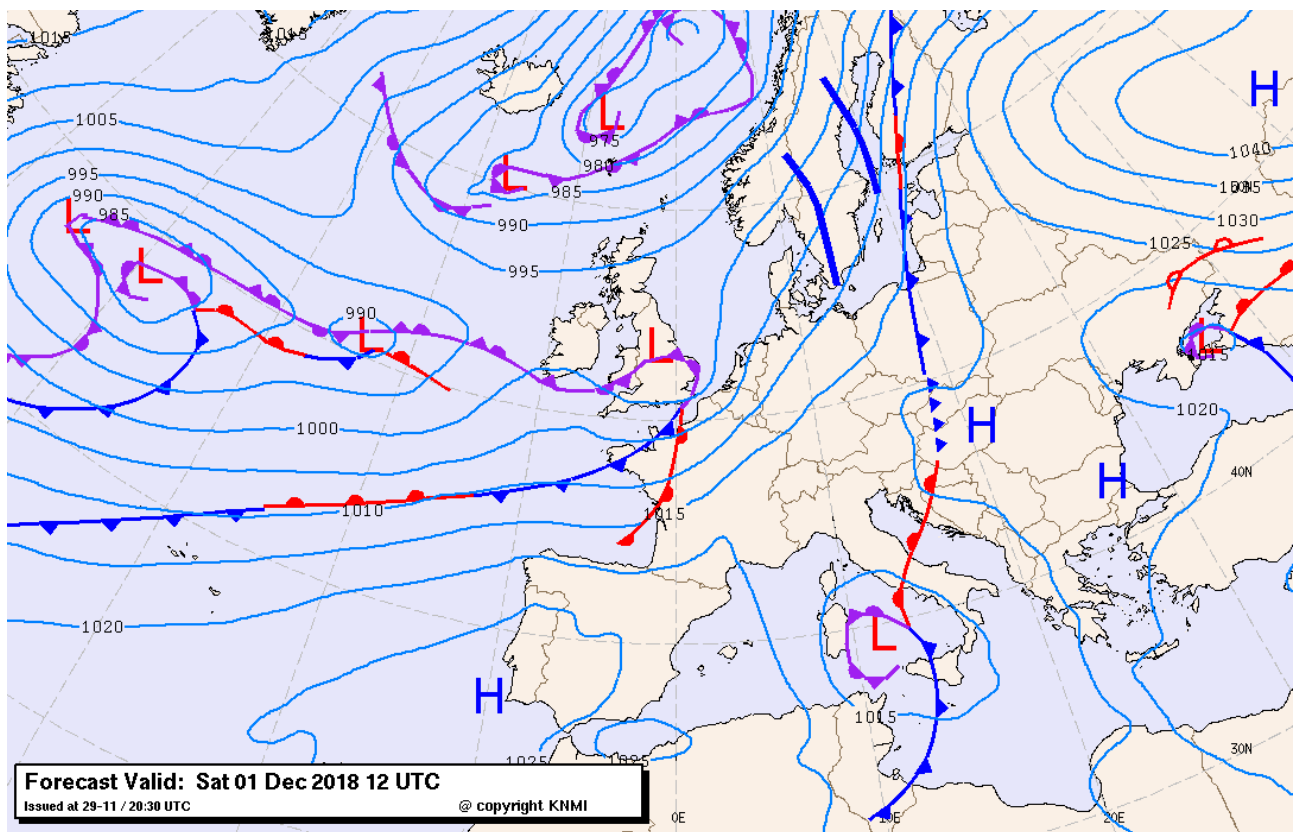 1015
1015
H
1005
L
975
980
1040
L
985
995
990
L
985
990
1030
1025
995
L
990
L
L
L
1015
1000
1020
H
H
40N
1010
1015
1020
L
H
1015
30N
1025
1025
Forecast Valid: Sat 01 Dec 2018 12 UTC
Issued at 29-11 / 20:30 UTC
@ copyright KNMI
0E
10E
20E